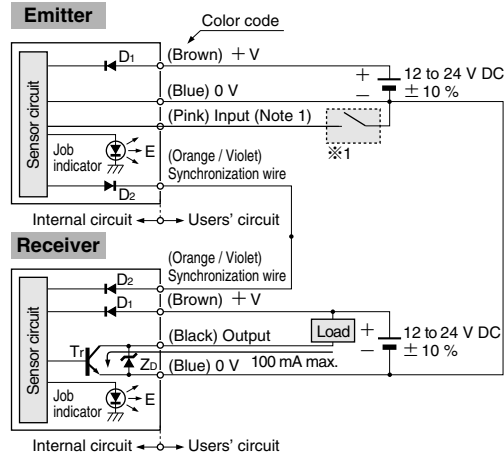 Emitter
Color code
D1
(Brown) +V
(Blue) 0 V
(Pink) Input (Note 1)
+
−
12 to 24 V DC
±10 %
※1
Sensor circuit
Job
indicator
E
(Orange / Violet)
Synchronization wire
D2
Internal circuit
Users' circuit
Receiver
(Orange / Violet)
Synchronization wire
D2
D1
(Brown) +V
(Black) Output
Load
+
−
12 to 24 V DC
±10 %
Tr
ZD
100 mA max.
(Blue) 0 V
Sensor circuit
Job
indicator
E
Internal circuit
Users' circuit